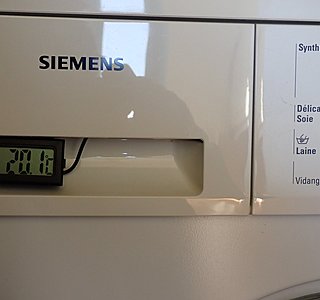 SIEMENS
20.1°C
Synth
Délica
Soie
Laine
Vidang